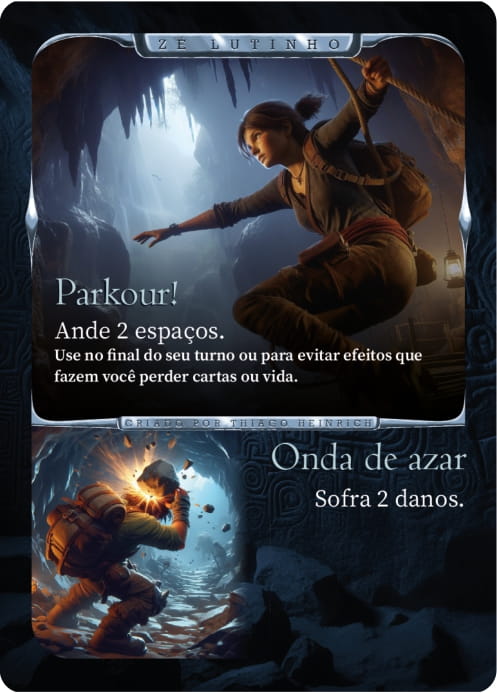 ZÉ LUTINHO
Parkour!
Ande 2 espaços.
Use no final do seu turno ou para evitar efeitos que
fazem você perder cartas ou vida.
CRIADO POR THIAGO HEINRICH
Onda de azar
Sofra 2 danos.